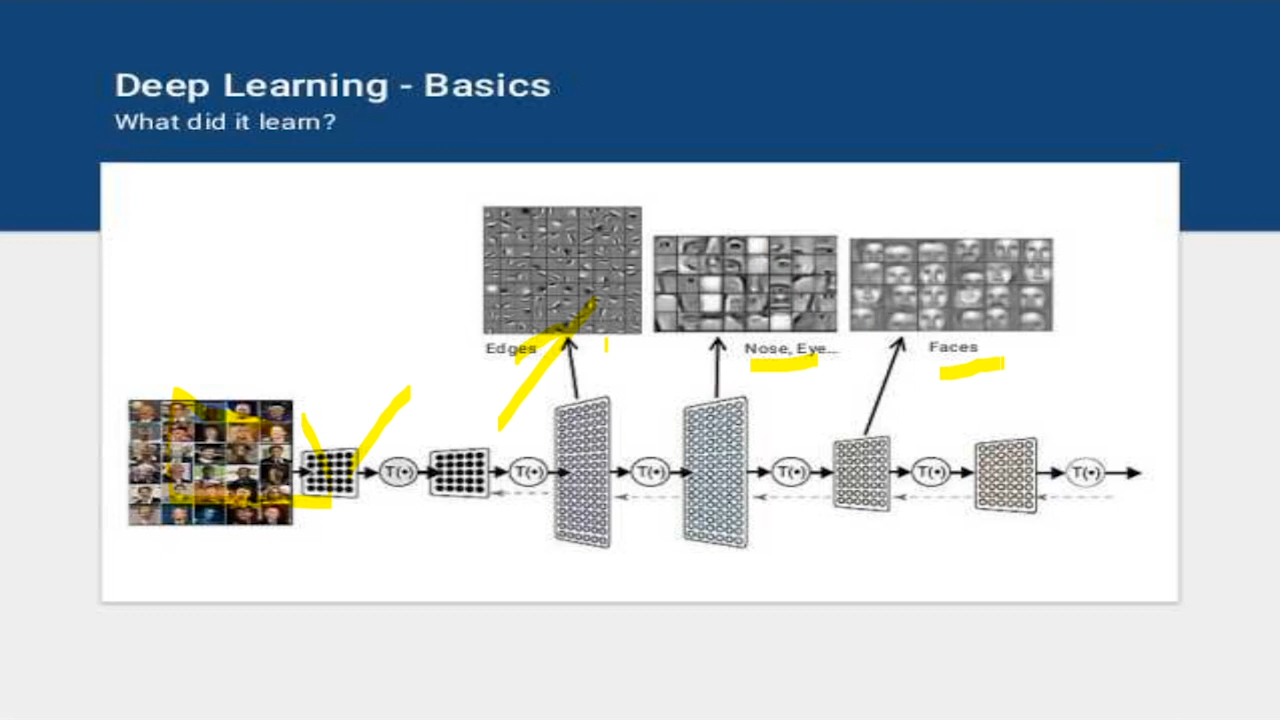 Deep Learning - Basics
What did it learn?
Edges
Nose, Eye...
Faces
T(•)
T(•)
T(•)
T(•)
T(•)
T(•)